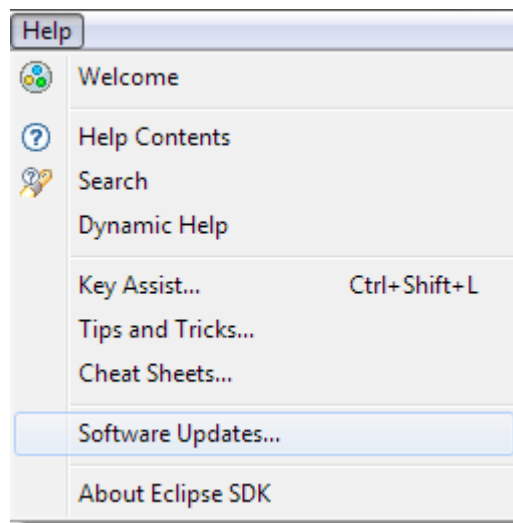 Help
Welcome
Help Contents
Search
Dynamic Help
Key Assist... Ctrl+Shift+L
Tips and Tricks...
Cheat Sheets...
Software Updates...
About Eclipse SDK